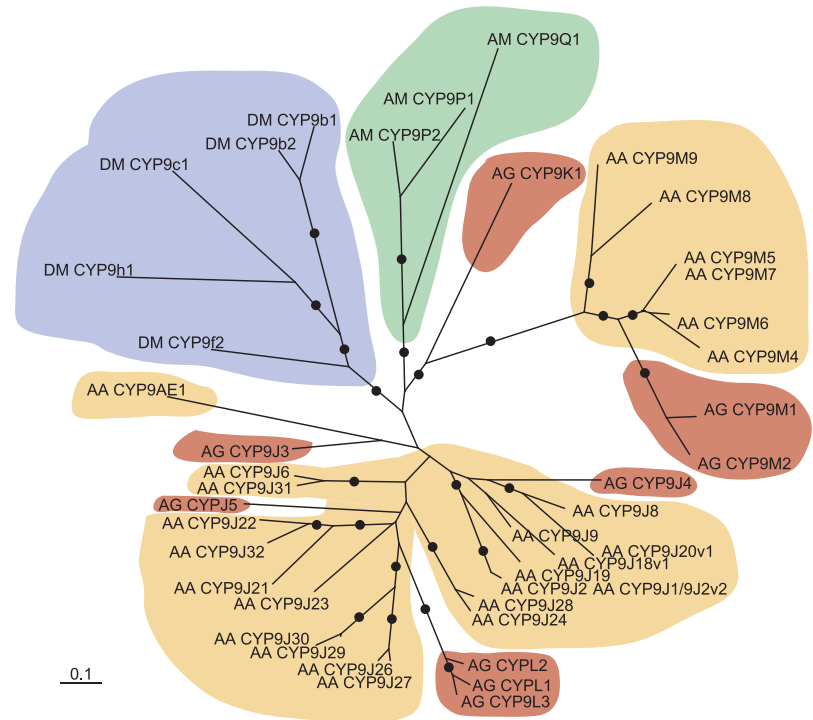 AM CYP9Q1
AM CYP9P1
DM CYP9b1
AM CYP9P2
DM CYP9b2
AA CYP9M9
DM CYP9c1
AG CYP9K1
AA CYP9M8
AA CYP9M5
DM CYP9h1
AA CYP9M7
AA CYP9M6
DM CYP9f2
AA CYP9M4
AA CYP9AE1
AG CYP9M1
AG CYP9J3
AG CYP9M2
AA CYP9J6
AG CYP9J4
AA CYP9J31
AG CYPJ5
AA CYP9J8
AA CYP9J22
AA CYP9J9
AA CYP9J32
AA CYP9J20v1
AA CYP9J18v1
AA CYP9J19
AA CYP9J21
AA CYP9J2 AA CYP9J1/9J2v2
AA CYP9J23
AA CYP9J28
AA CYP9J24
AA CYP9J30
AA CYP9J29
AG CYPL2
AA CYP9J26
0.1
AA CYP9J27
AG CYPL1
AG CYP9L3